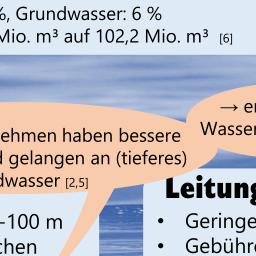 %, Grundwasser: 6 %
Mio. m³ auf 102,2 Mio. m³ [6]
→
Wasser
ehmen haben bessere
gelangen an (tieferes)
dwasser [2,5]
Leitung
-100 m
chen
• Geringe
• Gebühre